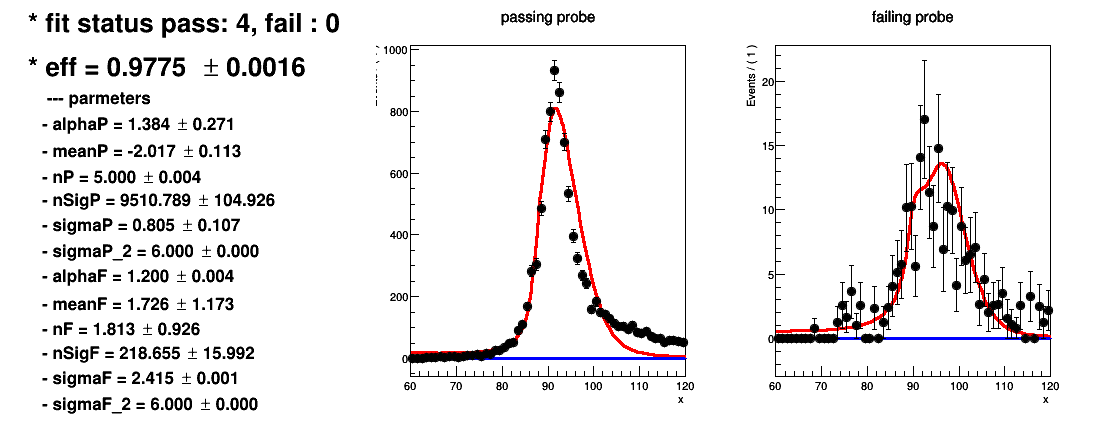 * fit status pass: 4, fail : 0
* eff = 0.9775 ± 0.0016
--- parmeters
- alphaP = 1.384 ± 0.271
- meanP = -2.017 ± 0.113
- nP = 5.000 ± 0.004
- nSigP = 9510.789 ± 104.926
- sigmaP = 0.805 ± 0.107
- sigmaP_2 = 6.000 ± 0.000
- alphaF = 1.200 ± 0.004
- meanF = 1.726 ± 1.173
- nF = 1.813 ± 0.926
- nSigF = 218.655 ± 15.992
- sigmaF = 2.415 ± 0.001
- sigmaF_2 = 6.000 ± 0.000
passing probe
1000
800
600
400
200
0
60 70 80 90 100 110 120
x
failing probe
Events / ( 1 )
20
15
10
5
0
60 70 80 90 100 110 120
x